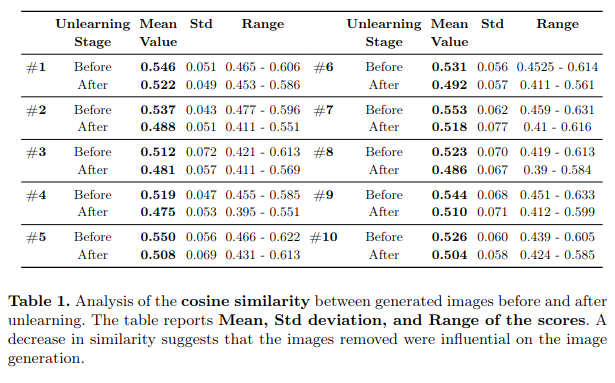 Unlearning Mean Std Range Unlearning Mean Std Range
Stage Value Stage Value
#1 Before 0.546 0.051 0.465 - 0.606 #6 Before 0.531 0.056 0.4525 - 0.614
After 0.522 0.049 0.453 - 0.586 After 0.492 0.057 0.411 - 0.561
#2 Before 0.537 0.043 0.477 - 0.596 #7 Before 0.553 0.062 0.459 - 0.631
After 0.488 0.051 0.411 - 0.551 After 0.518 0.077 0.41 - 0.616
#3 Before 0.512 0.072 0.421 - 0.613 #8 Before 0.523 0.070 0.419 - 0.613
After 0.481 0.057 0.411 - 0.569 After 0.486 0.067 0.39 - 0.584
#4 Before 0.519 0.047 0.455 - 0.585 #9 Before 0.544 0.068 0.451 - 0.633
After 0.475 0.053 0.395 - 0.551 After 0.510 0.071 0.412 - 0.599
#5 Before 0.550 0.056 0.466 - 0.622 #10 Before 0.526 0.060 0.439 - 0.605
After 0.508 0.069 0.431 - 0.613 After 0.504 0.058 0.424 - 0.585
Table 1. Analysis of the cosine similarity between generated images before and after
unlearning. The table reports Mean, Std deviation, and Range of the scores. A
decrease in similarity suggests that the images removed were influential on the image
generation.